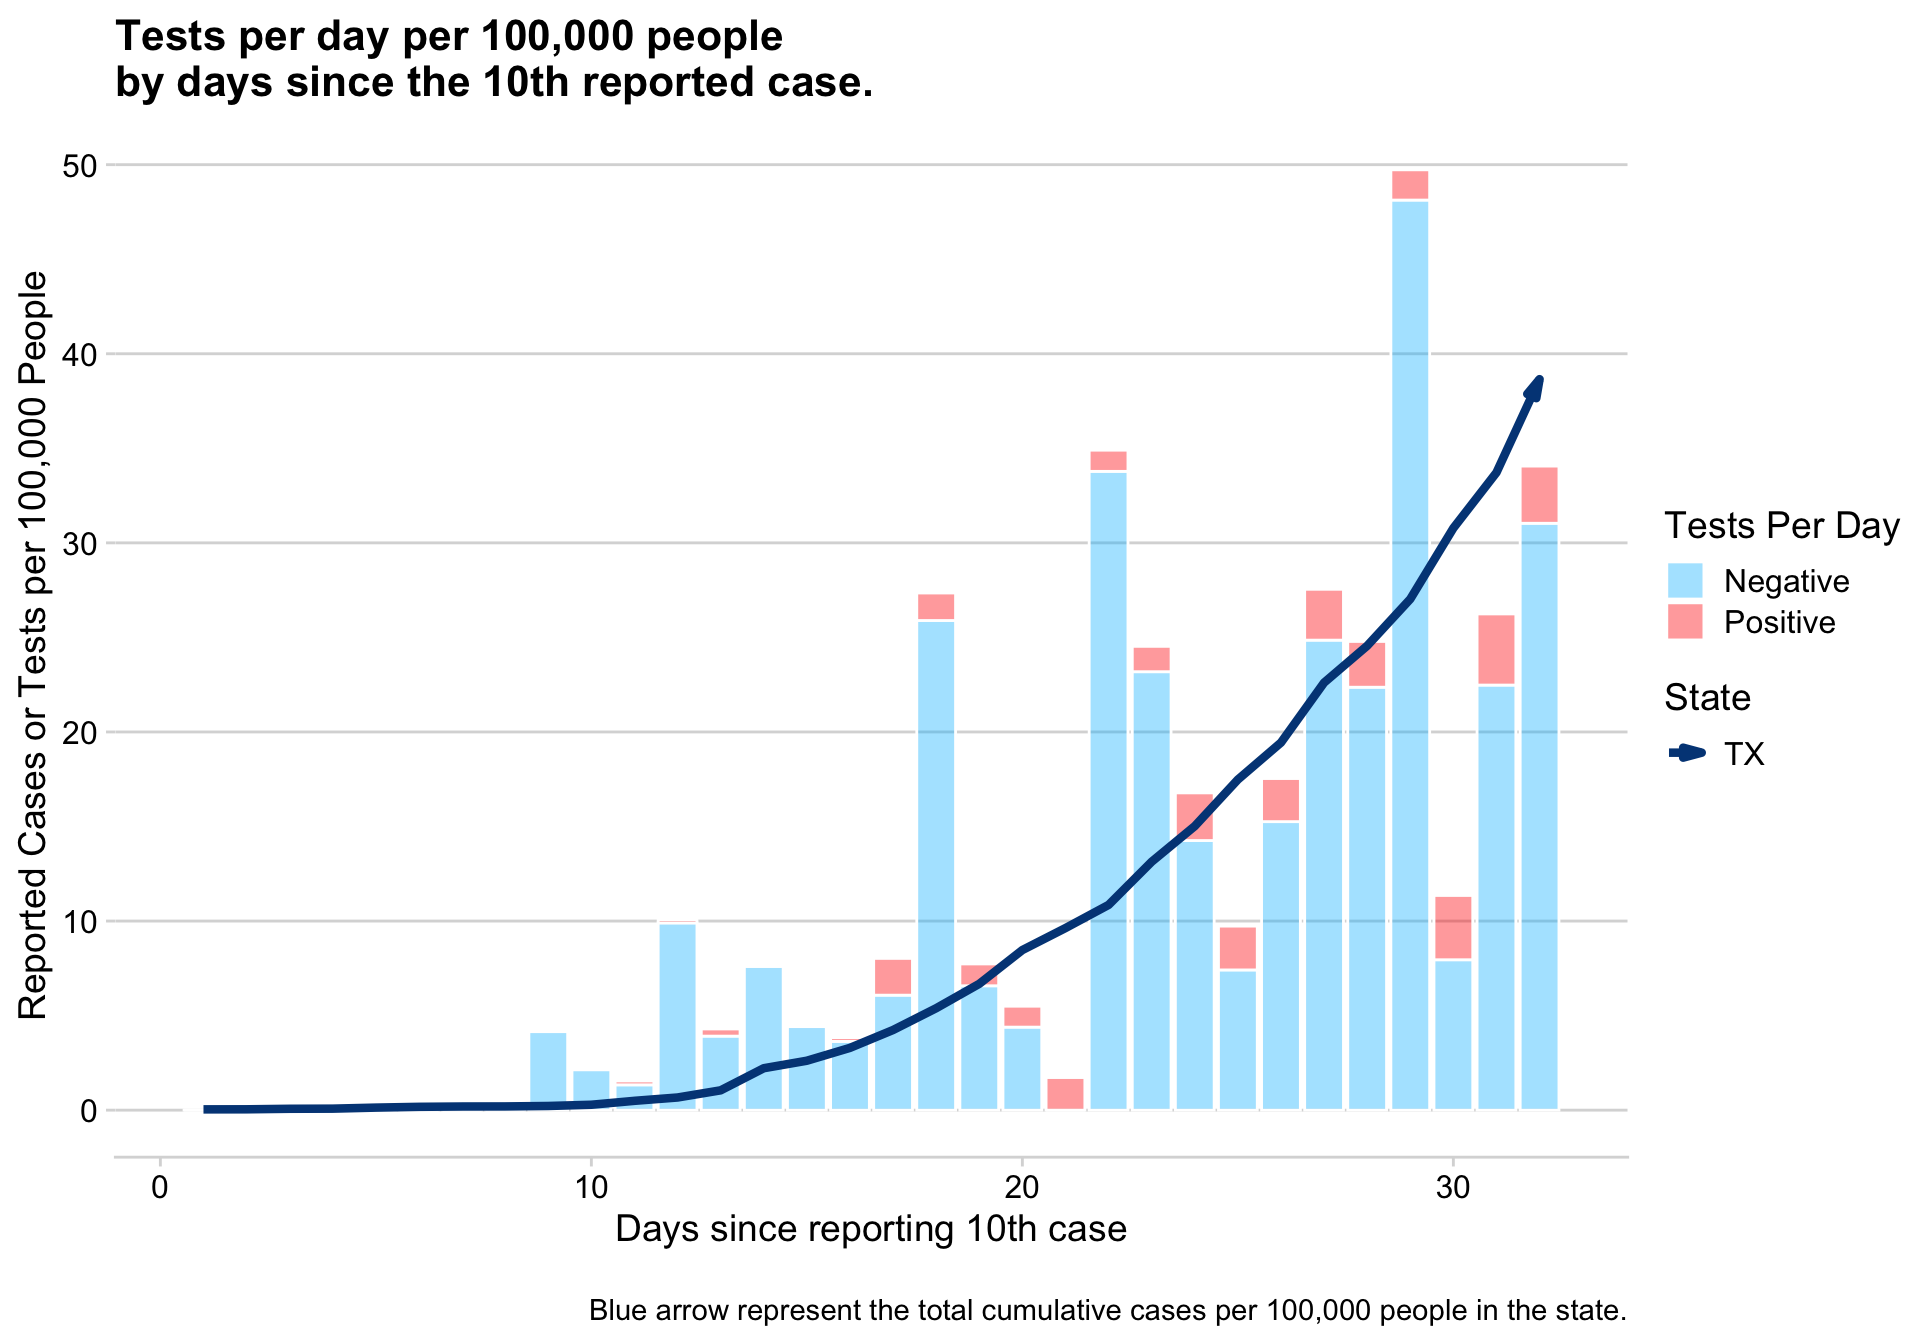 Tests per day per 100,000 people
by days since the 10th reported case.
Reported Cases or Tests per 100,000 People
50
40
30
20
10
0
0
10
20
30
Days since reporting 10th case
Tests Per Day
Negative
Positive
State
TX
Blue arrow represent the total cumulative cases per 100,000 people in the state.